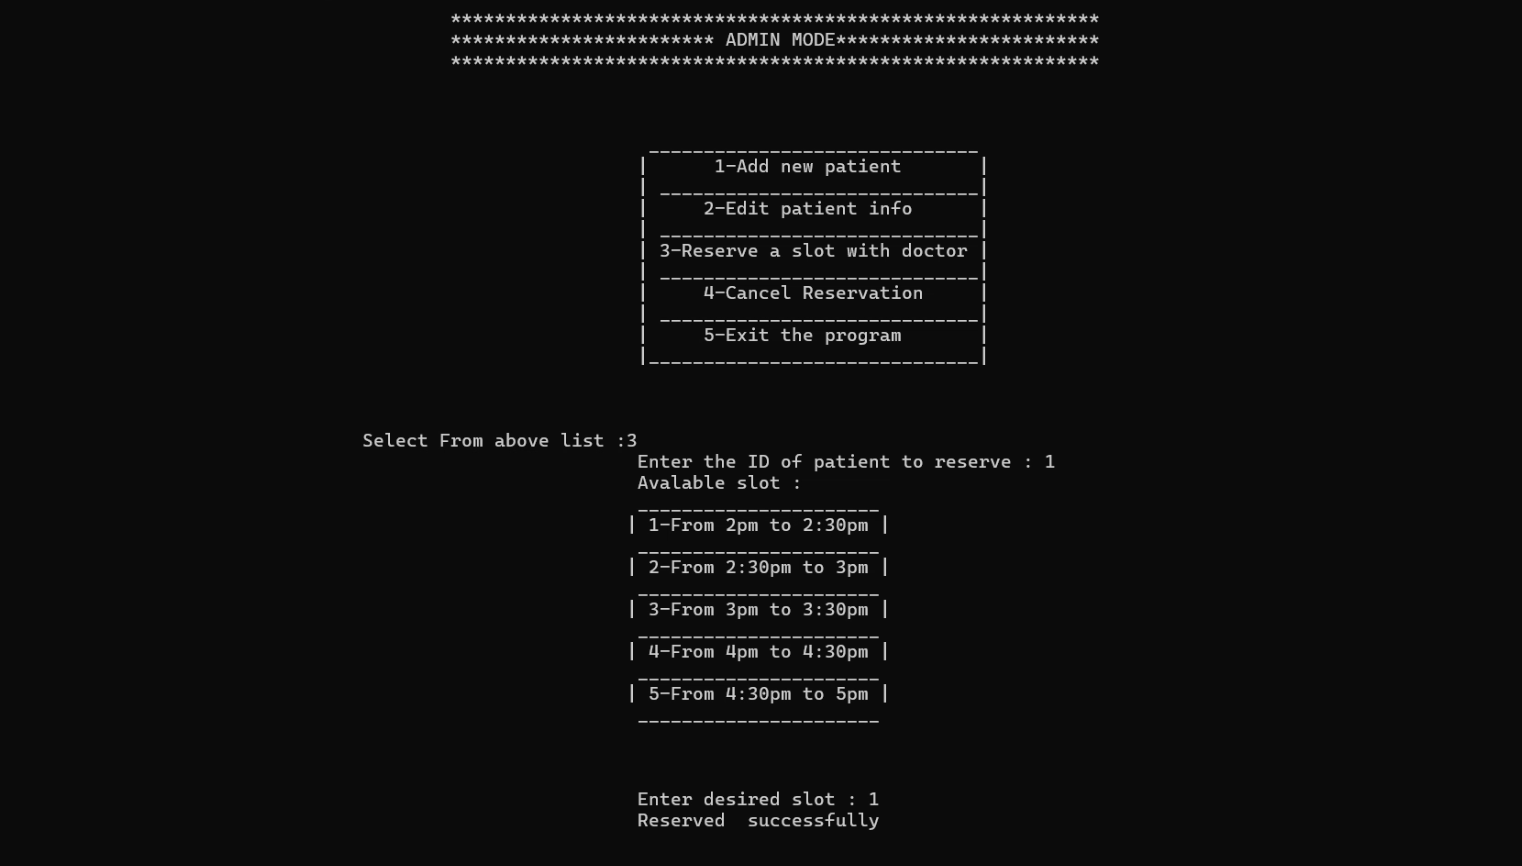 ***********************************************************
************************ ADMIN MODE************************
***********************************************************
______________________________
| 1-Add new patient |
| _____________________________|
| 2-Edit patient info |
| _____________________________|
| 3-Reserve a slot with doctor |
| _____________________________|
| 4-Cancel Reservation |
| _____________________________|
| 5-Exit the program |
|______________________________|
Select From above list :3
Enter the ID of patient to reserve : 1
Avalable slot :
______________________
| 1-From 2pm to 2:30pm |
______________________
| 2-From 2:30pm to 3pm |
______________________
| 3-From 3pm to 3:30pm |
______________________
| 4-From 4pm to 4:30pm |
______________________
| 5-From 4:30pm to 5pm |
______________________
Enter desired slot : 1
Reserved  successfully